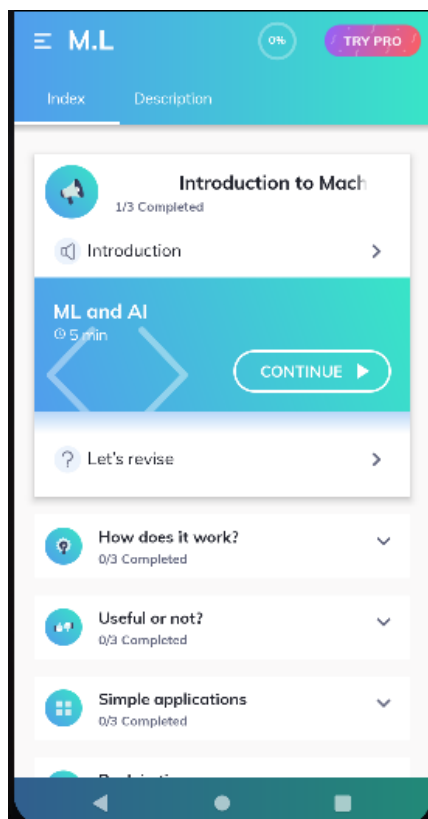 M.L
0%
TRY PRO
Index
Description
Introduction to Mach
1/3 Completed
Introduction
ML and AI
5 min
CONTINUE
? Let's revise
How does it work?
0/3 Completed
Useful or not?
0/3 Completed
Simple applications
0/3 Completed